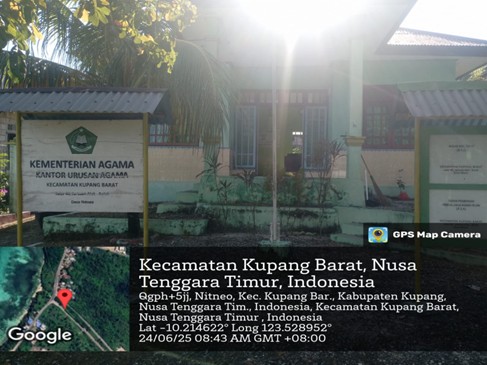 KEMENTERIAN AGAMA
KANTOR URUSAN AGAMA
KECAMATAN KUPANG BARAT
GPS Map Camera
Kecamatan Kupang Barat, Nusa
Tenggara Timur, Indonesia
Qgph+5jj, Nitneo, Kec. Kupang Bar., Kabupaten Kupang,
Nusa Tenggara Tim., Indonesia, Kecamatan Kupang Barat,
Nusa Tenggara Timur , Indonesia
Lat -10.214622° Long 123.528952°
24/06/25 08:43 AM GMT +08:00
Google